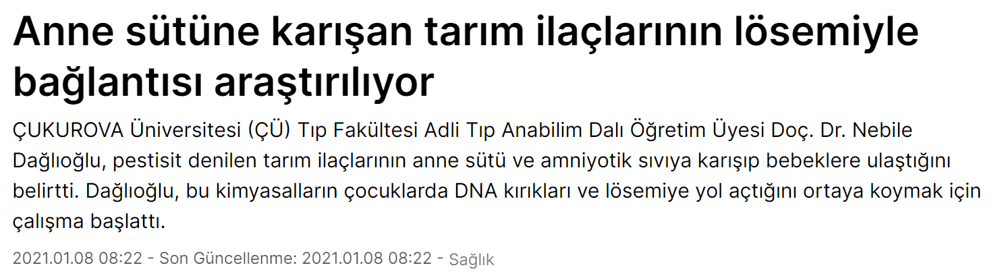 Anne sütüne karışan tarım ilaçlarının lösemiyle
bağlantısı araştırılıyor
ÇUKUROVA Üniversitesi (ÇÜ) Tıp Fakültesi Adli Tıp Anabilim Dalı Öğretim Üyesi Doç. Dr. Nebile
Dağlıoğlu, pestisit denilen tarım ilaçlarının anne sütü ve amniyotik sıvıya karışıp bebeklere ulaştığını
belirtti. Dağlıoğlu, bu kimyasalların çocuklarda DNA kırıkları ve lösemiye yol açtığını ortaya koymak için
çalışma başlattı.
2021.01.08 08:22 - Son Güncellenme: 2021.01.08 08:22 - Sağlık